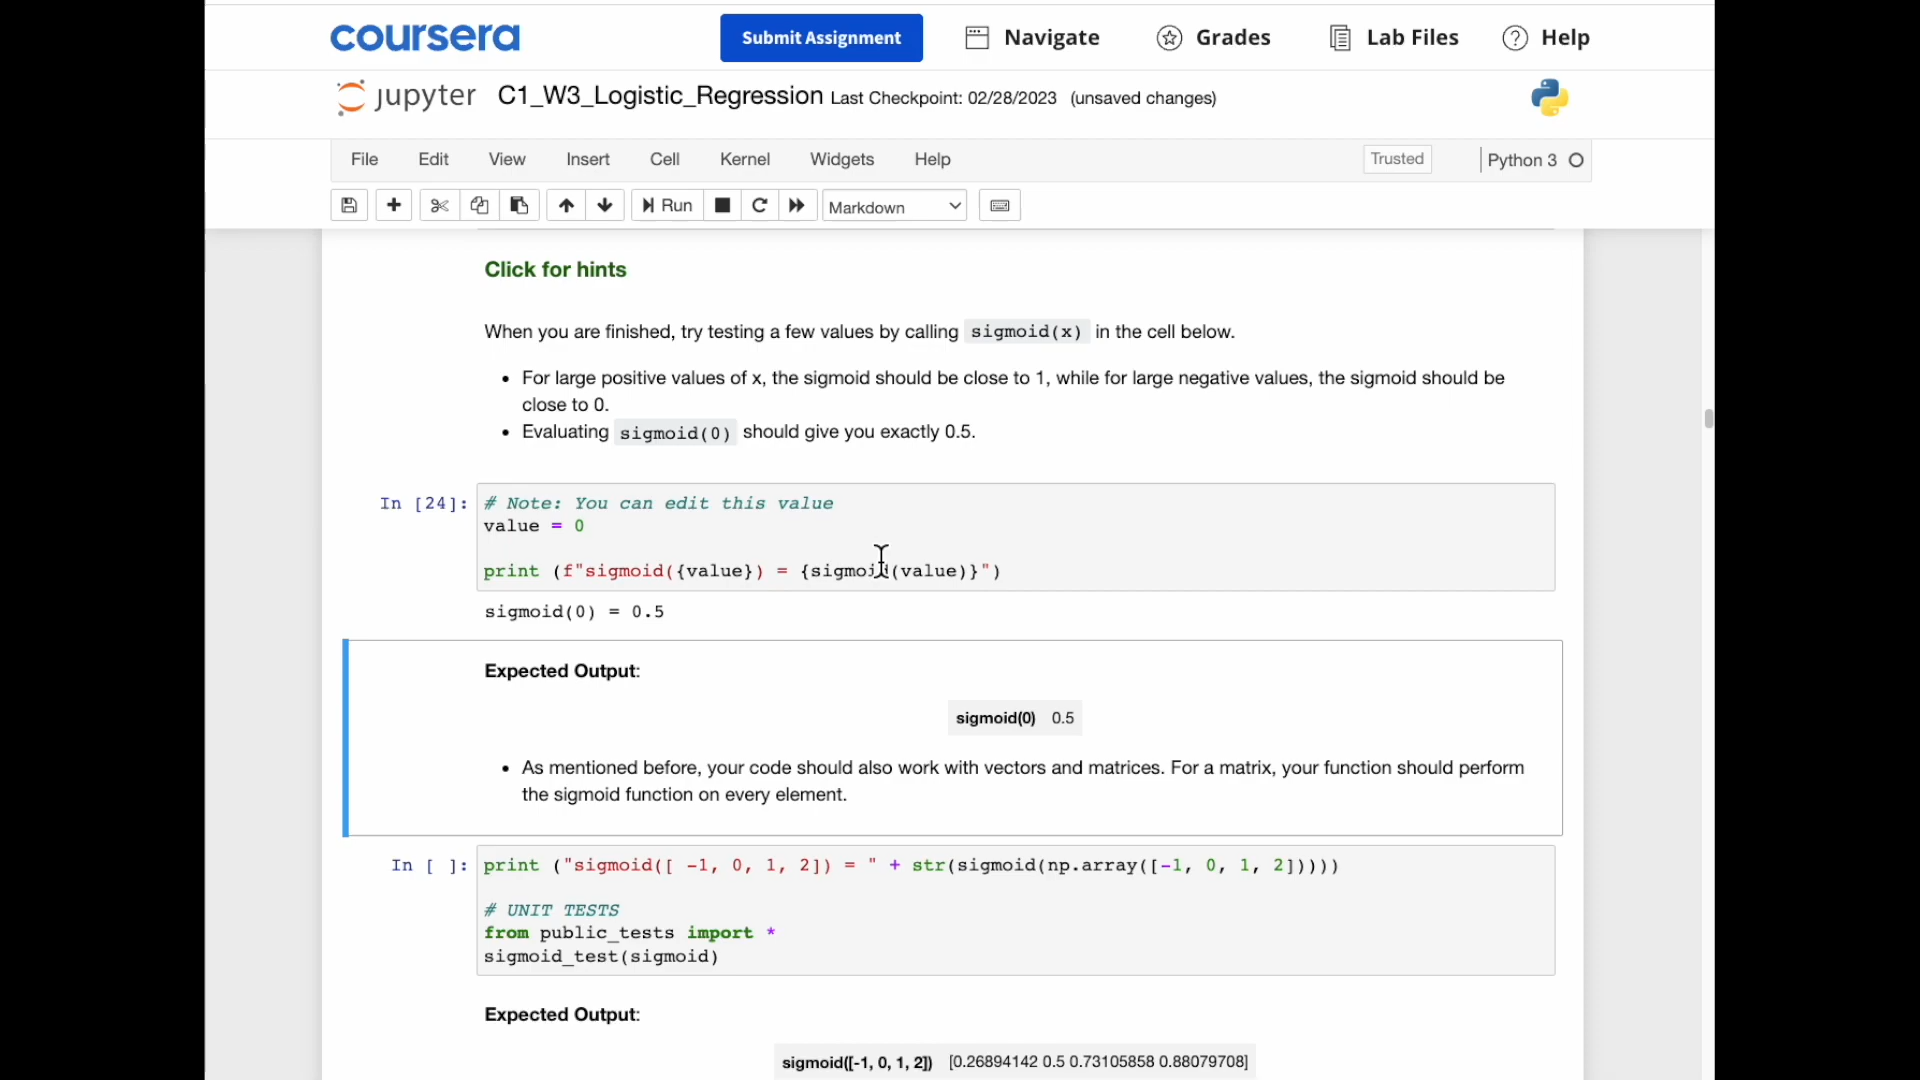 coursera Submit Assignment Navigate Grades Lab Files Help
jupyter C1_W3_Logistic_Regression Last Checkpoint: 02/28/2023 (unsaved changes)
File Edit View Insert Cell Kernel Widgets Help Trusted Python 3
Run Markdown
Click for hints
When you are finished, try testing a few values by calling sigmoid(x) in the cell below.
• For large positive values of x, the sigmoid should be close to 1, while for large negative values, the sigmoid should be
close to 0.
• Evaluating sigmoid(0) should give you exactly 0.5.
In [24]: # Note: You can edit this value
value = 0
print (f"sigmoid({value}) = {sigmoid(value)}")
sigmoid(0) = 0.5
Expected Output:
sigmoid(0) 0.5
• As mentioned before, your code should also work with vectors and matrices. For a matrix, your function should perform
the sigmoid function on every element.
In [ ]: print ("sigmoid([ -1, 0, 1, 2]) = " + str(sigmoid(np.array([-1, 0, 1, 2]))))
# UNIT TESTS
from public_tests import *
sigmoid_test(sigmoid)
Expected Output:
sigmoid([-1, 0, 1, 2]) [0.26894142 0.5 0.73105858 0.88079708]